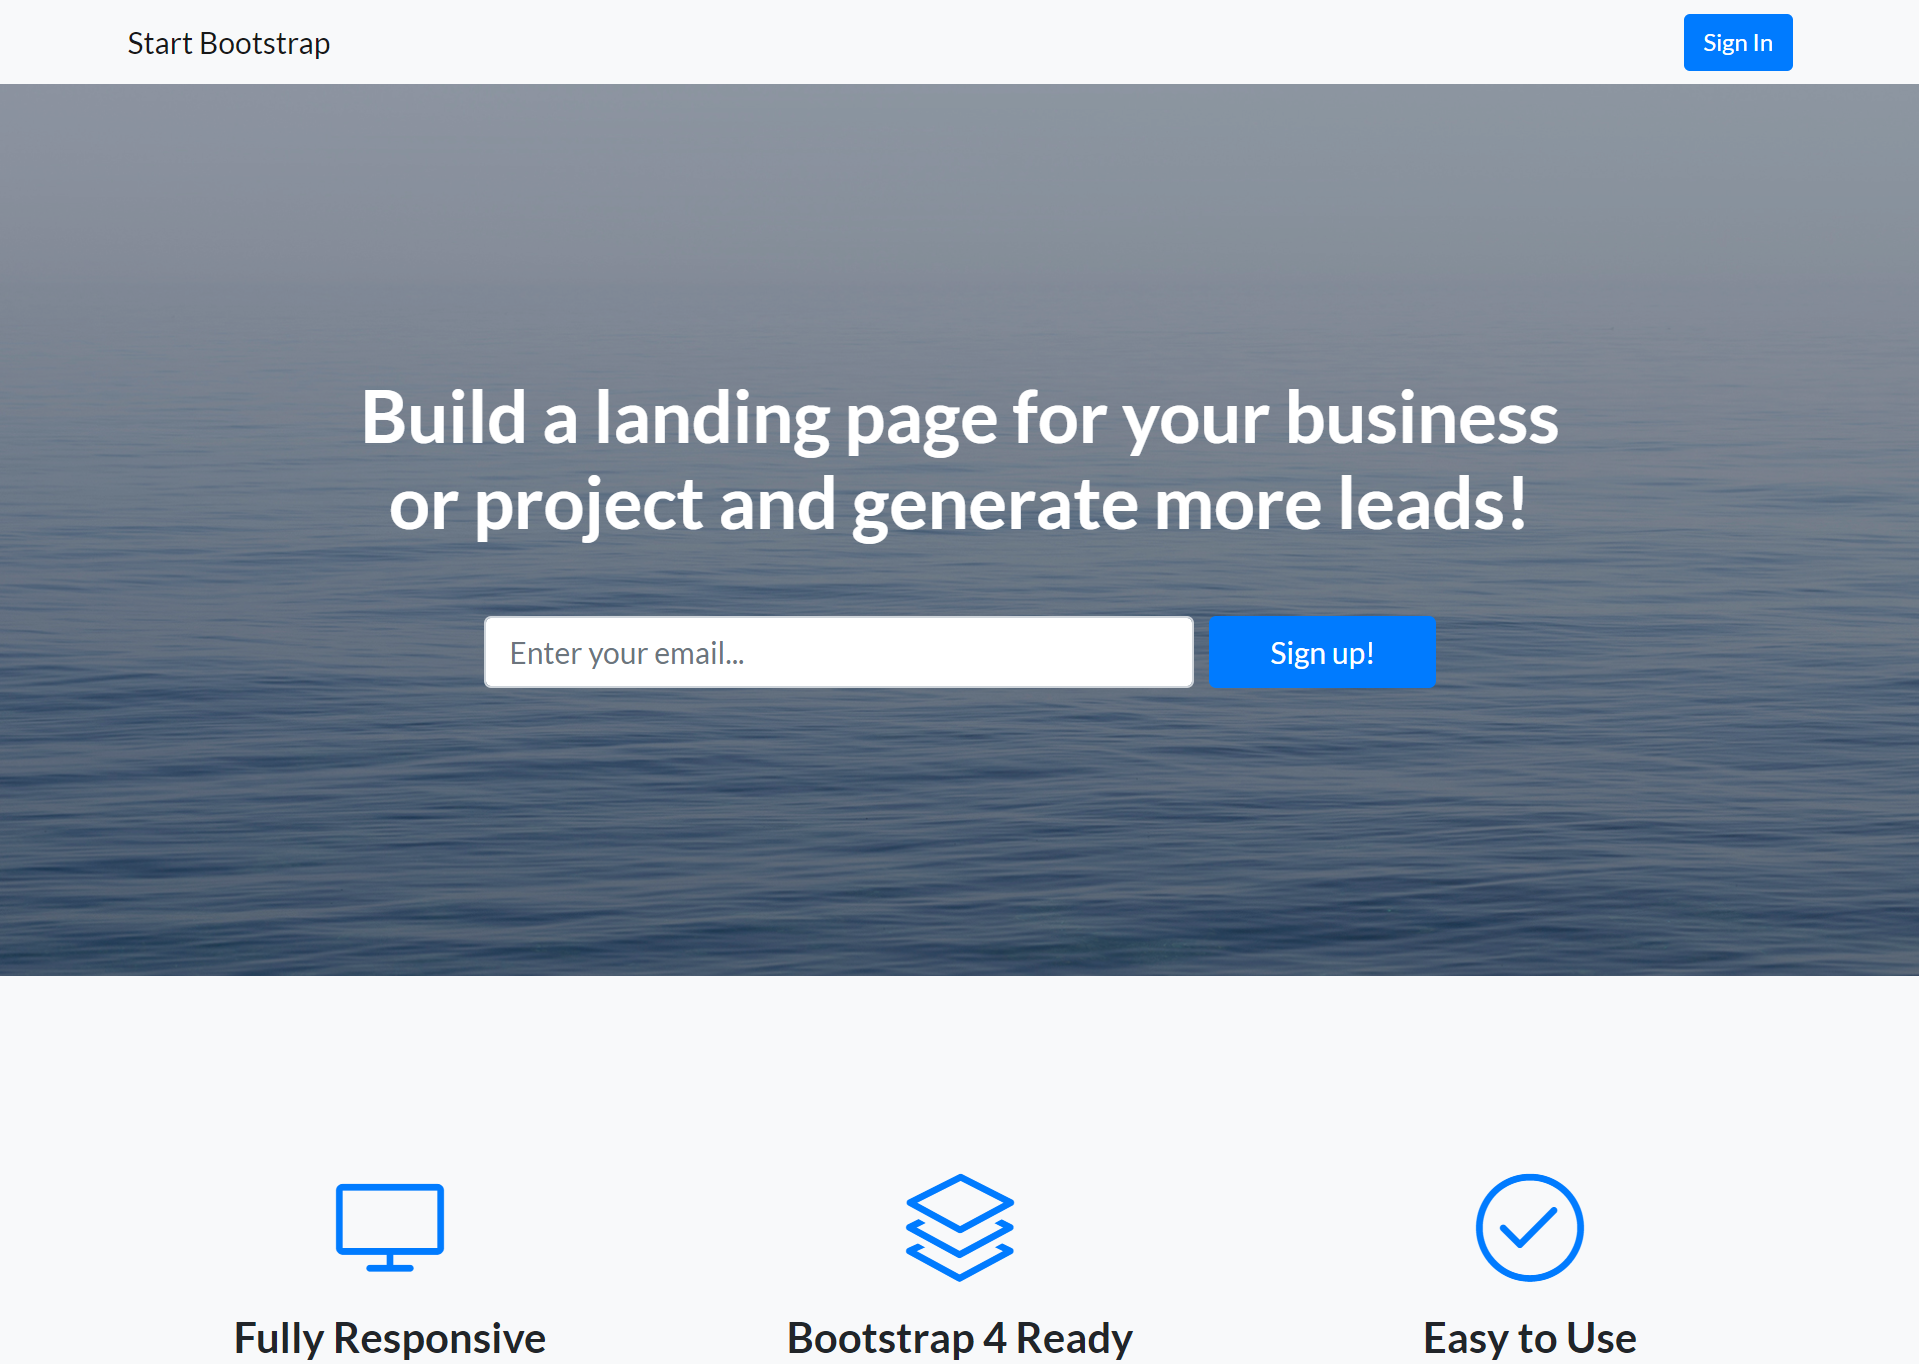 Start Bootstrap
Sign In
Build a landing page for your business
or project and generate more leads!
Enter your email...
Sign up!
Fully Responsive
Bootstrap 4 Ready
Easy to Use